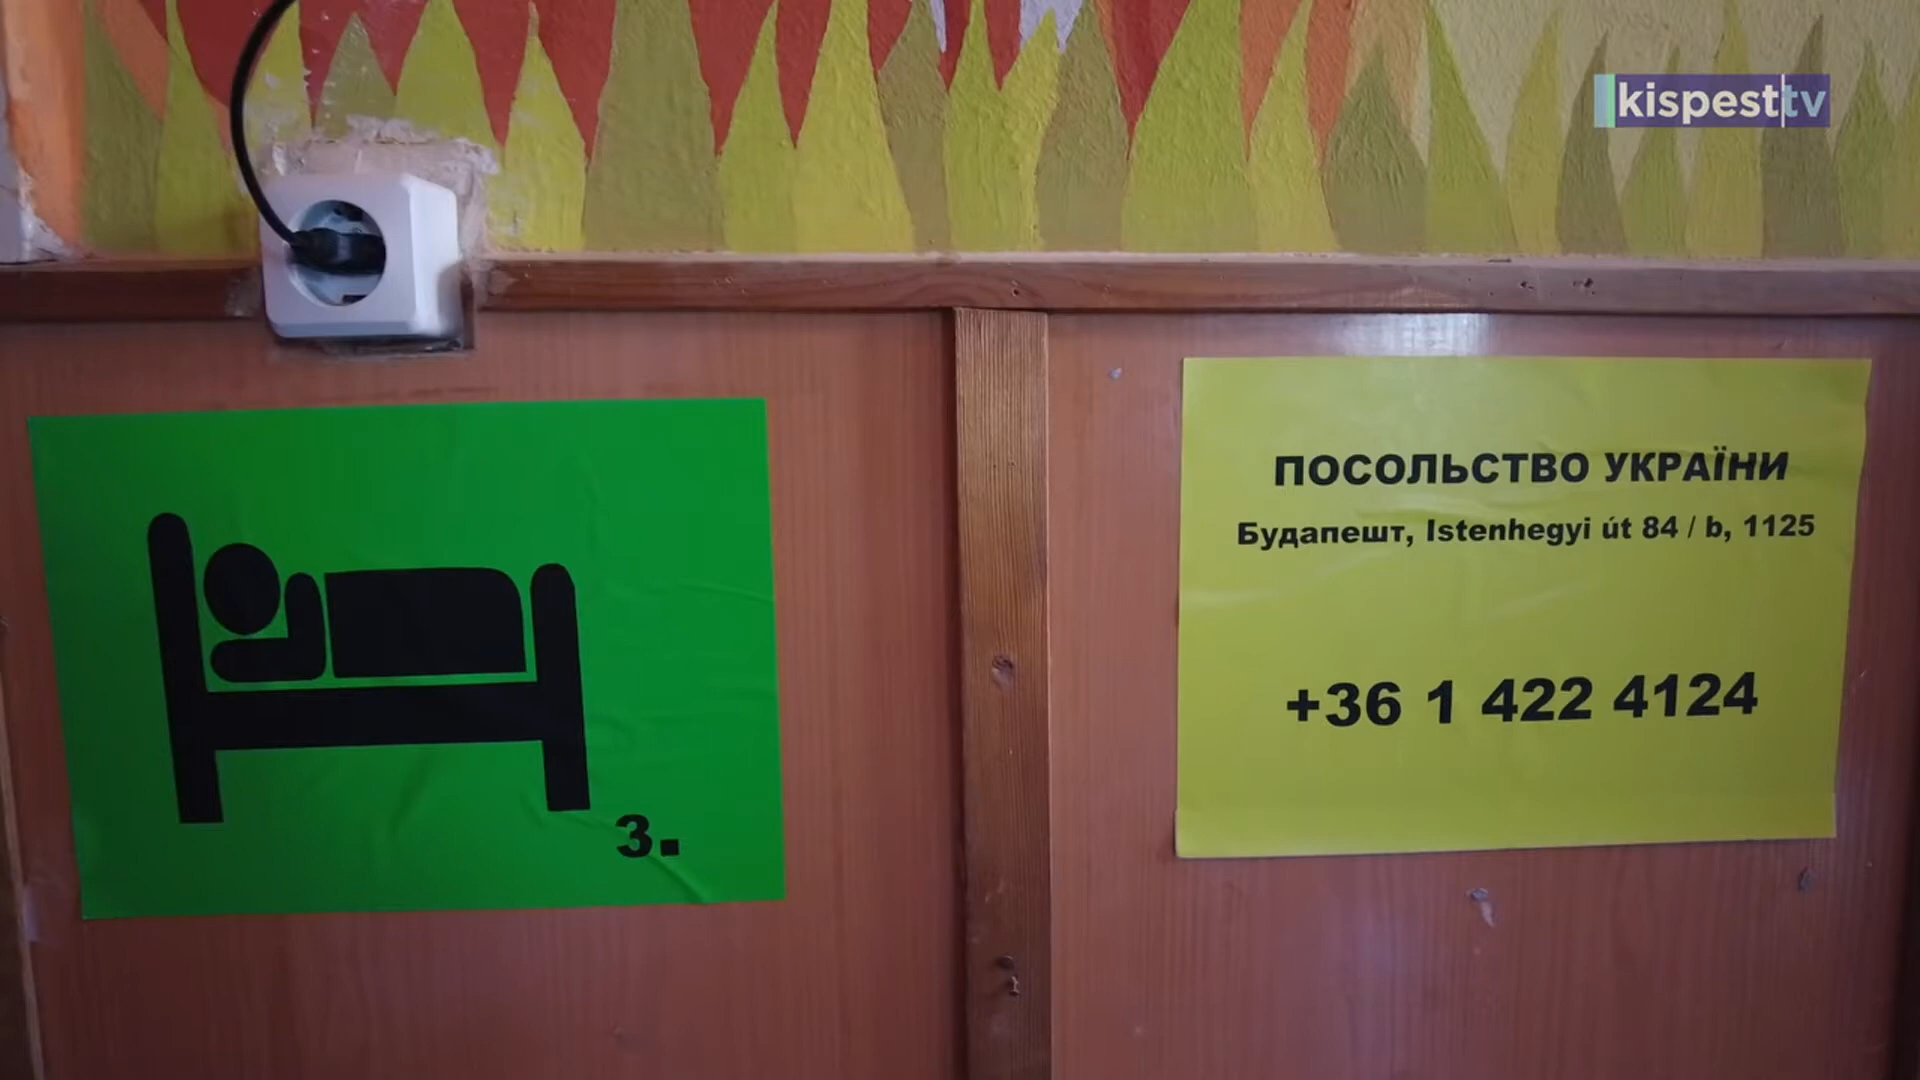 kispesttv
3.
ПОСОЛЬСТВО УКРАЇНИ
Будапешт, Istenhegyi út 84 / b, 1125
+36 1 422 4124